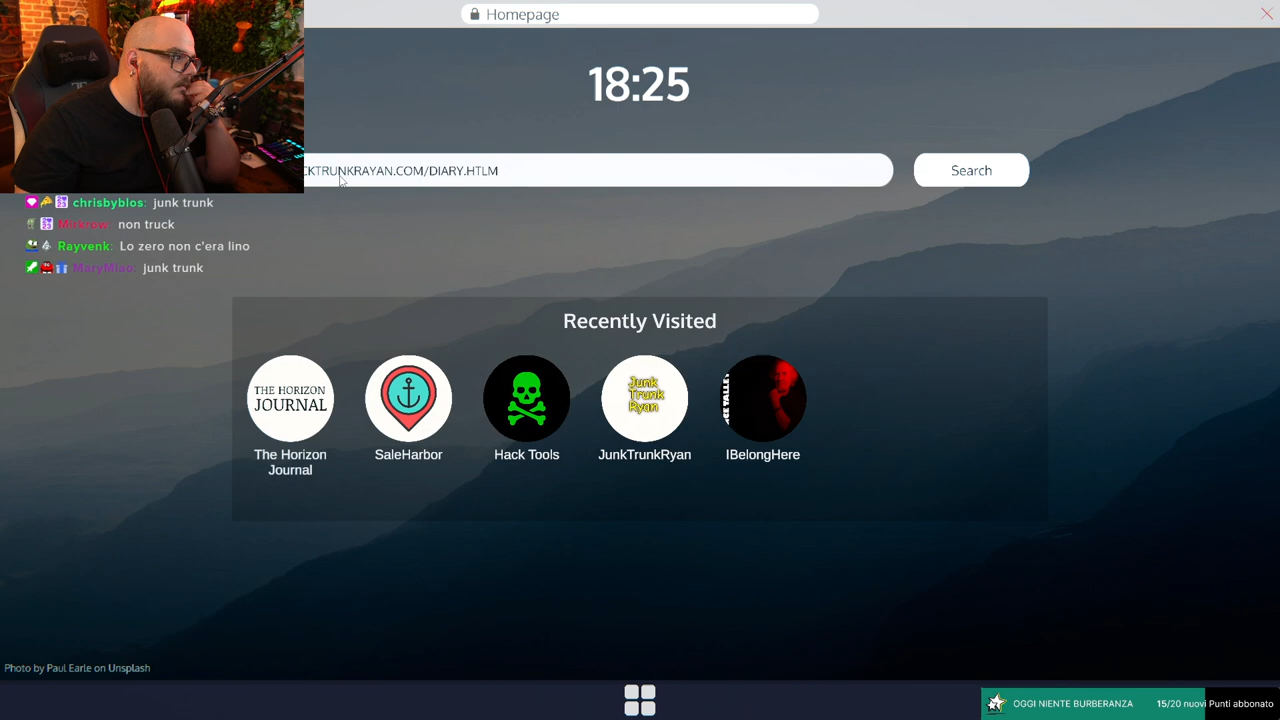 Homepage
18:25
CKTRUNKRAYAN.COM/DIARY.HTLM
Search
chrisbyblos: junk trunk
Mirkrow: non truck
Rayvenk: Lo zero non c'era lino
MaryMiao: junk trunk
Recently Visited
THE HORIZON
JOURNAL
Junk
Trunk
Ryan
The Horizon
Journal
SaleHarbor
Hack Tools
JunkTrunkRyan
IBelongHere
Photo by Paul Earle on Unsplash
OGGI NIENTE BURBERANZA
15/20 nuovi Punti abbonato